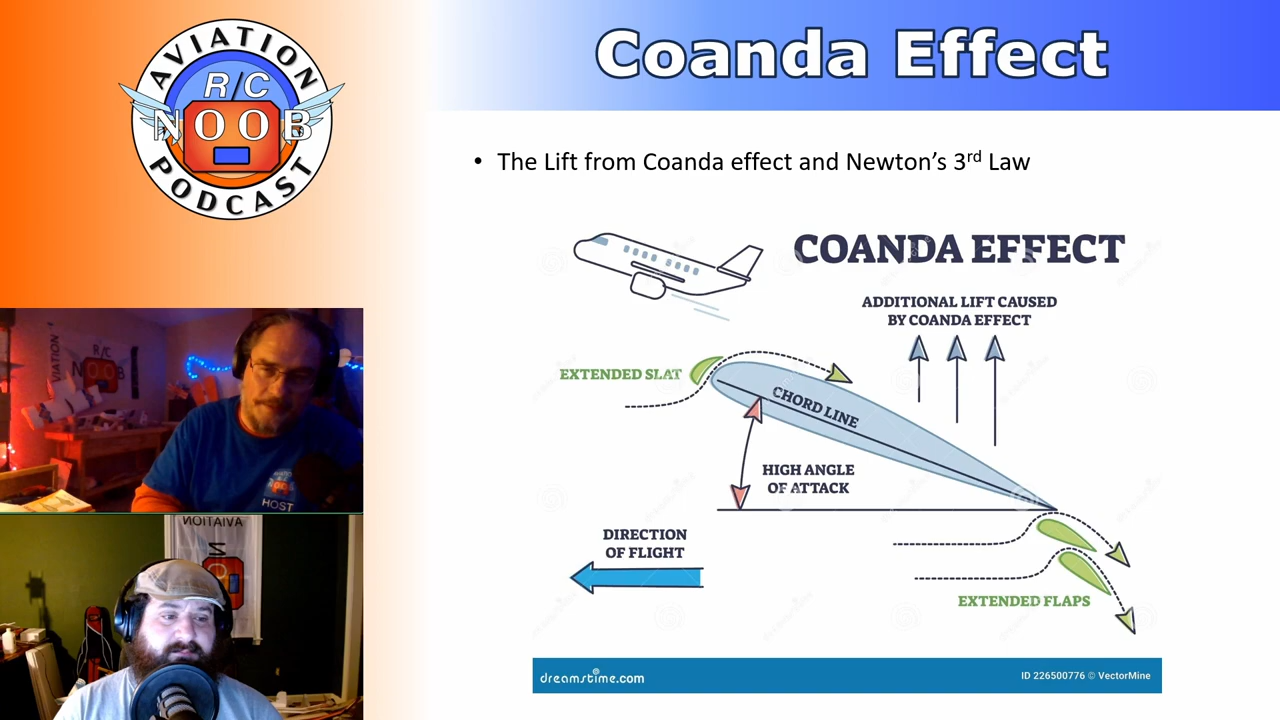 AVIATION
R/C
NOOB
PODCAST
Coanda Effect
• The Lift from Coanda effect and Newton's 3rd Law
COANDA EFFECT
ADDITIONAL LIFT CAUSED
BY COANDA EFFECT
EXTENDED SLAT
CHORD LINE
HIGH ANGLE
OF ATTACK
DIRECTION
OF FLIGHT
EXTENDED FLAPS
dreamstime.com
ID 226500776 © VectorMine
AVIATION
R/C
NOOB
HOST
AVIATION
N